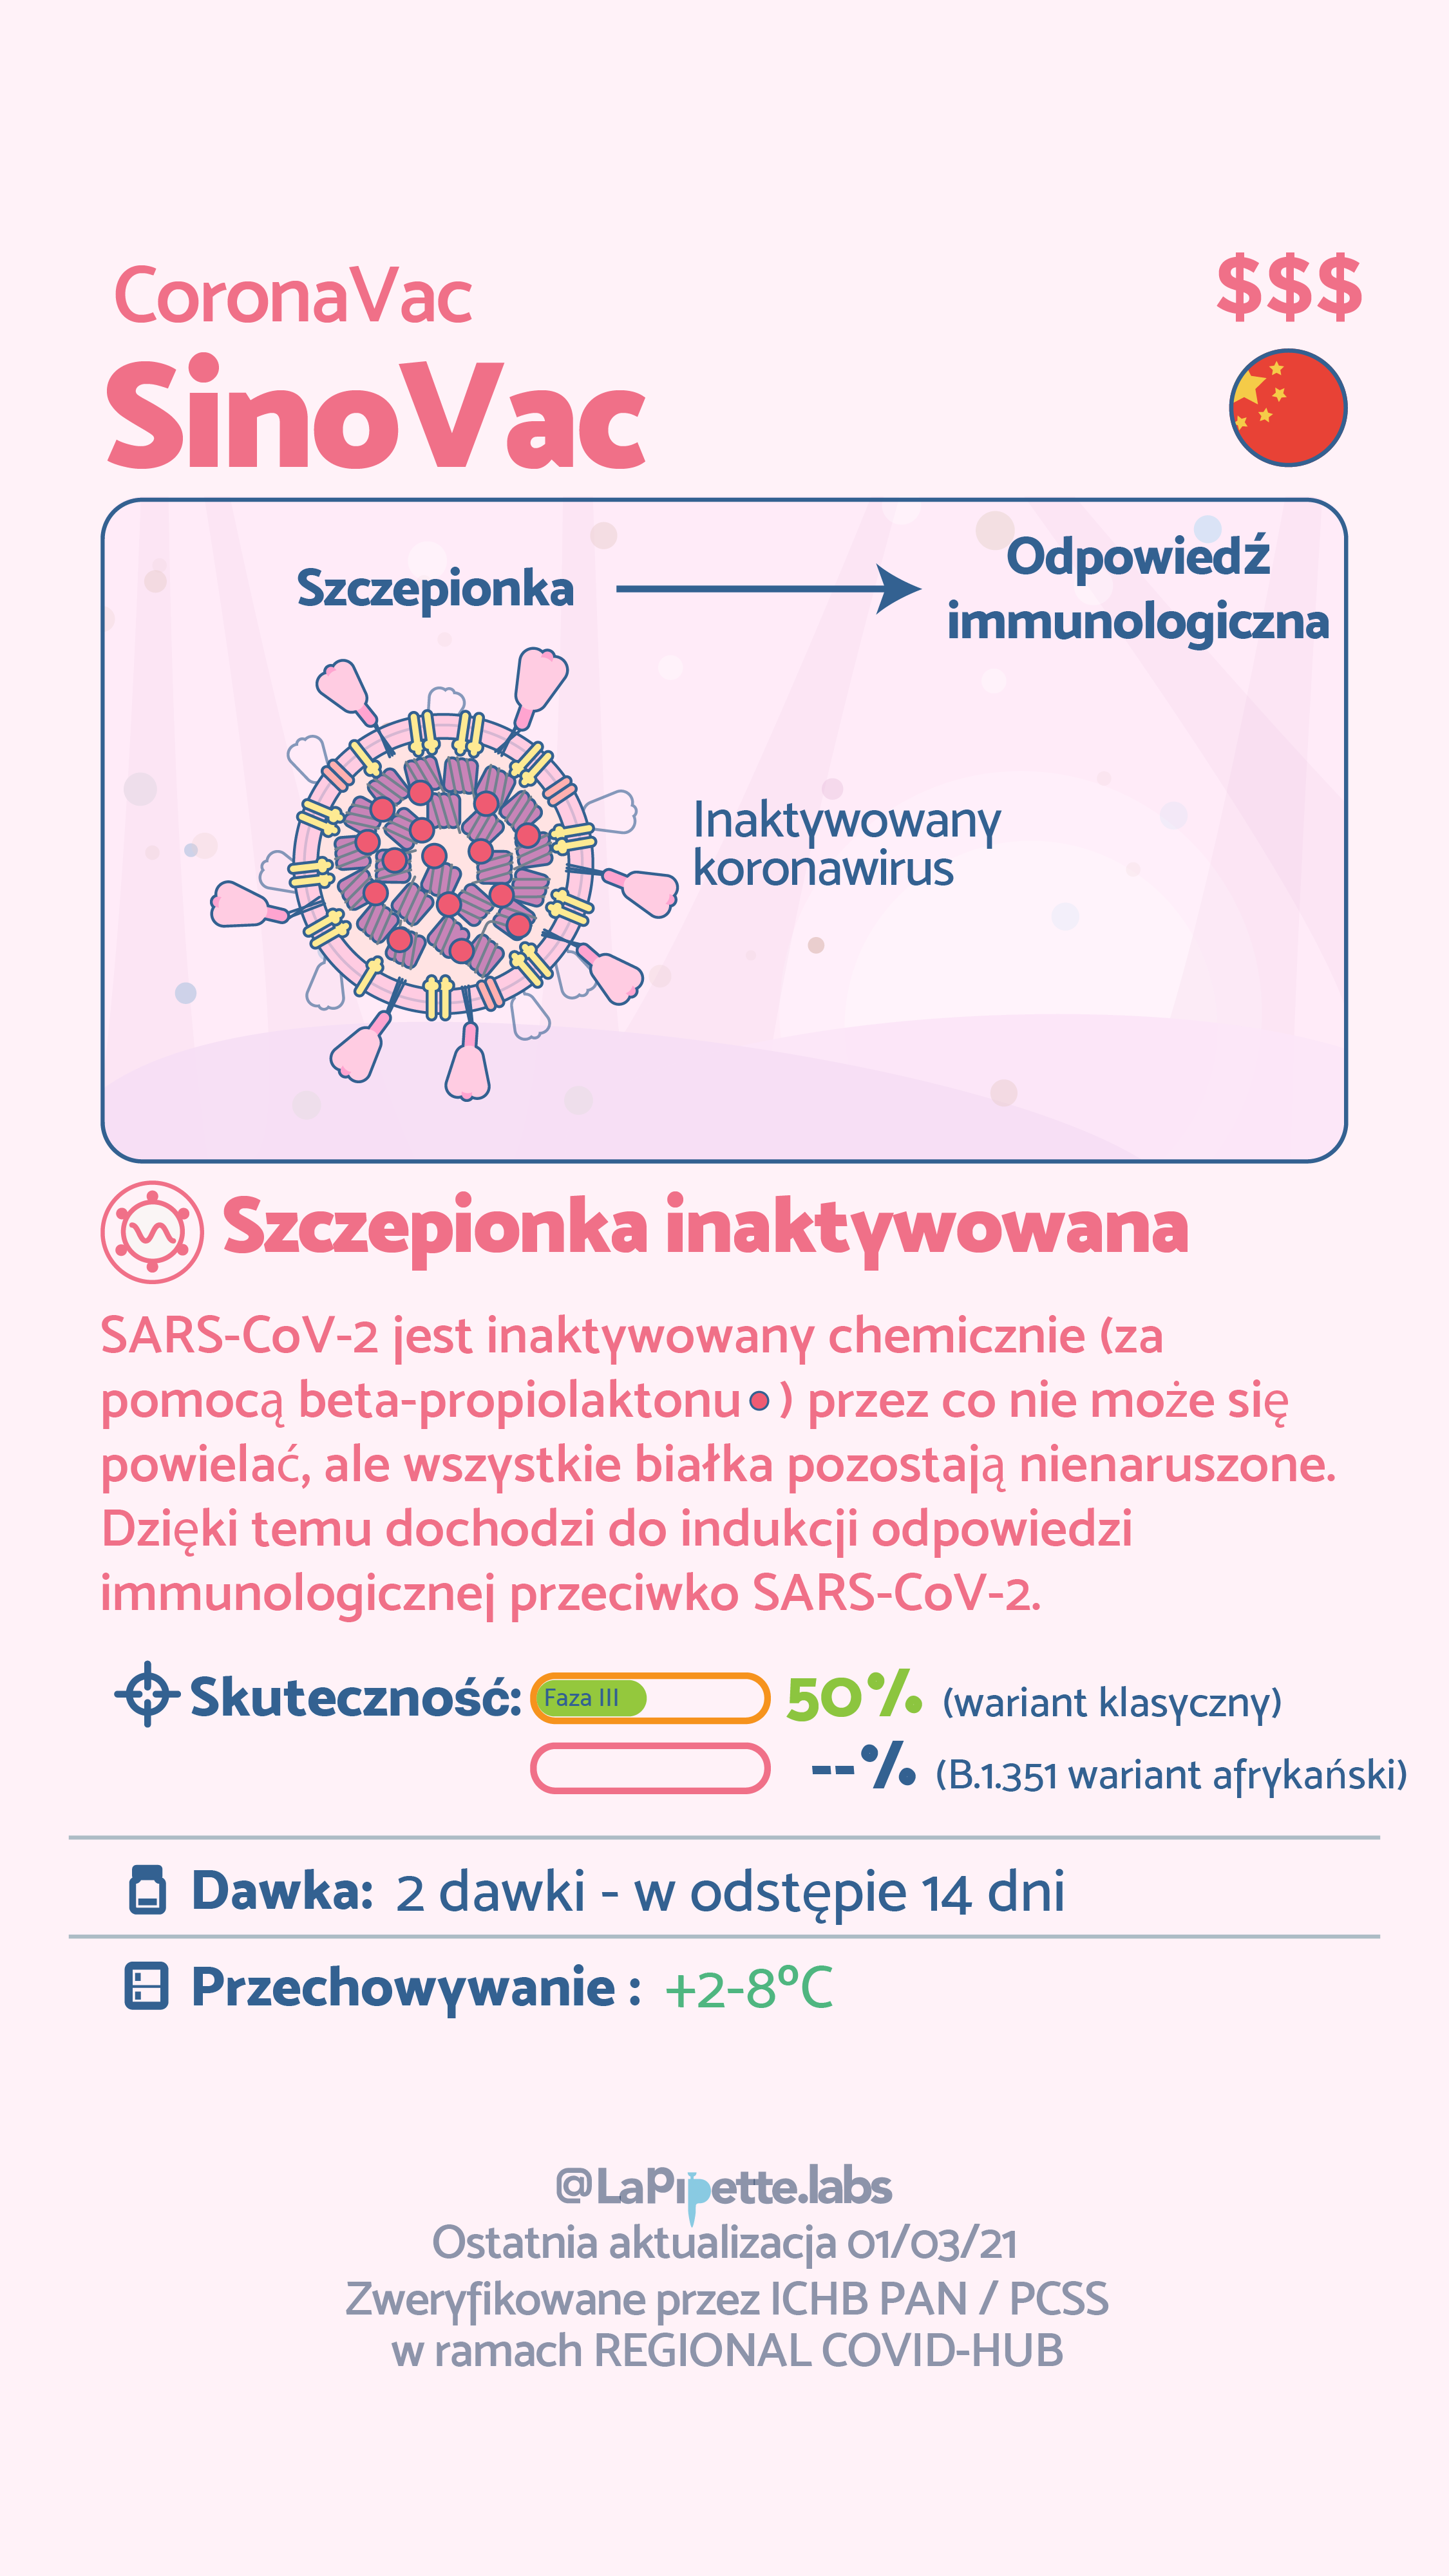 CoronaVac
$$$
SinoVac
Szczepionka
Odpowiedź
immunologiczna
Inaktywowany
koronawirus
Szczepionka inaktywowana
SARS-CoV-2 jest inaktywowany chemicznie (za
pomocą beta-propiolaktonu ) przez co nie może się
powielać, ale wszystkie białka pozostają nienaruszone.
Dzięki temu dochodzi do indukcji odpowiedzi
immunologicznej przeciwko SARS-CoV-2.
Skuteczność: Faza III 50% (wariant klasyczny)
--% (B.1.351 wariant afrykański)
Dawka: 2 dawki - w odstępie 14 dni
Przechowywanie : +2-8ºC
@LaPipette.labs
Ostatnia aktualizacja 01/03/21
Zweryfikowane przez ICHB PAN / PCSS
w ramach REGIONAL COVID-HUB